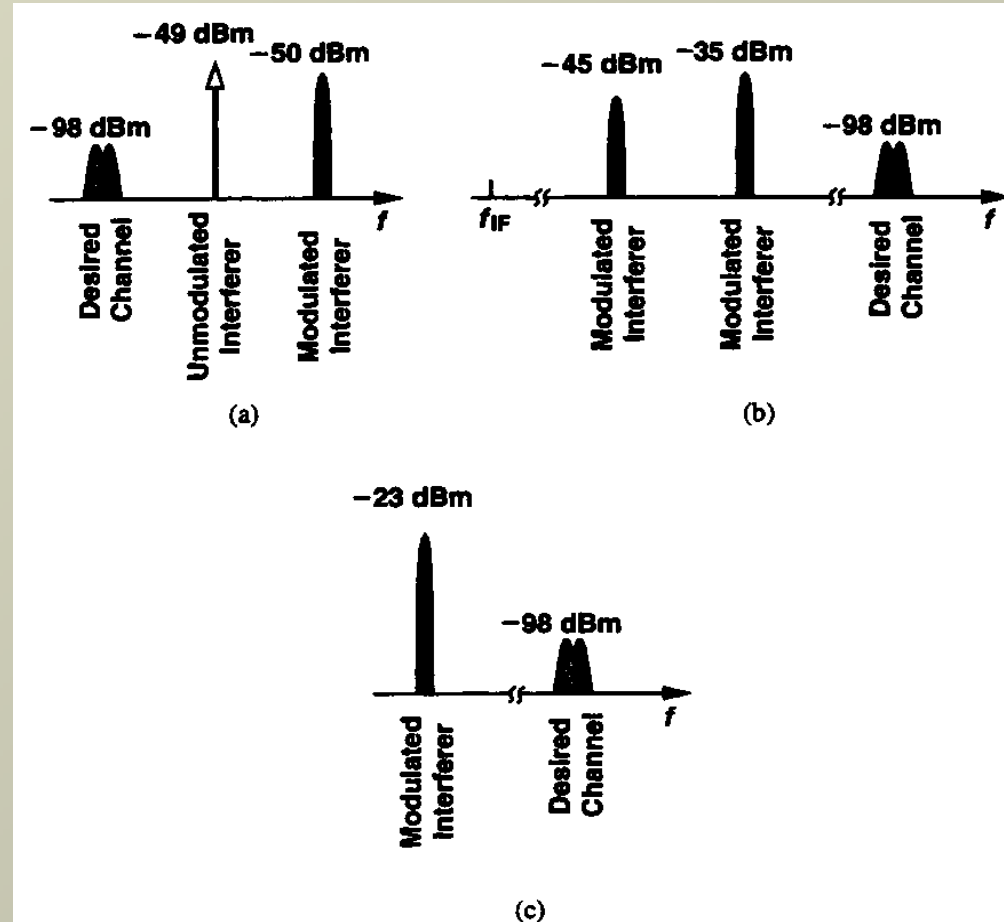 −49 dBm
−50 dBm
−98 dBm
f
Desired
Channel
Unmodulated
Interferer
Modulated
Interferer
(a)
−45 dBm
−35 dBm
−98 dBm
fIF
f
Modulated
Interferer
Modulated
Interferer
Desired
Channel
(b)
−23 dBm
−98 dBm
f
Modulated
Interferer
Desired
Channel
(c)